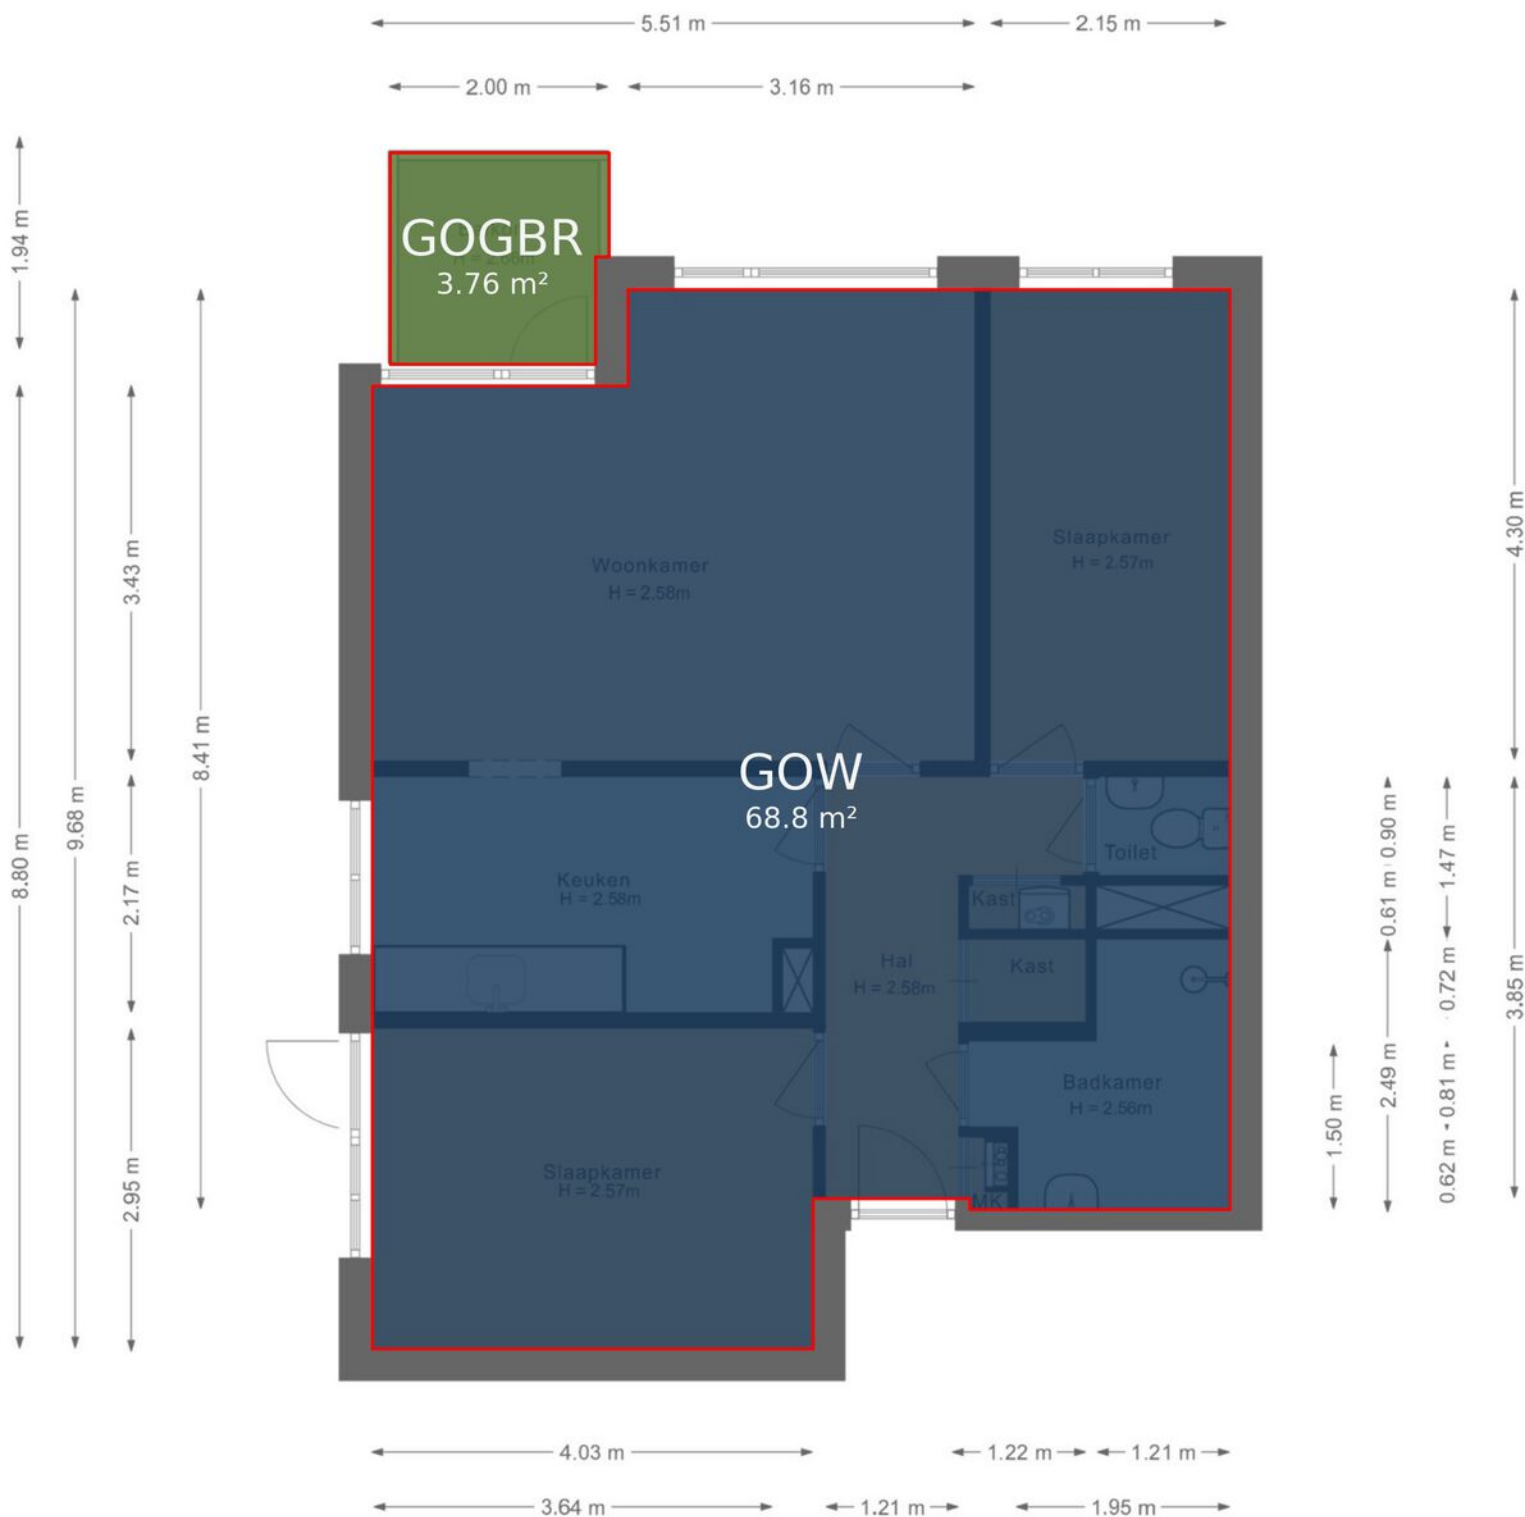 5.51 m
2.15 m
2.00 m
3.16 m
1.94 m
GOGBR
3.76 m²
8.80 m
9.68 m
3.43 m
2.17 m
2.95 m
8.41 m
Woonkamer
H = 2.58m
Slaapkamer
H = 2.57m
4.30 m
GOW
68.8 m²
Keuken
H = 2.58m
Toilet
Kast
Kast
Hal
H = 2.58m
Badkamer
H = 2.56m
Slaapkamer
H = 2.57m
MK
0.90 m
0.61 m
2.49 m
1.47 m
0.72 m
0.81 m
0.62 m
1.50 m
3.85 m
4.03 m
1.22 m
1.21 m
3.64 m
1.21 m
1.95 m